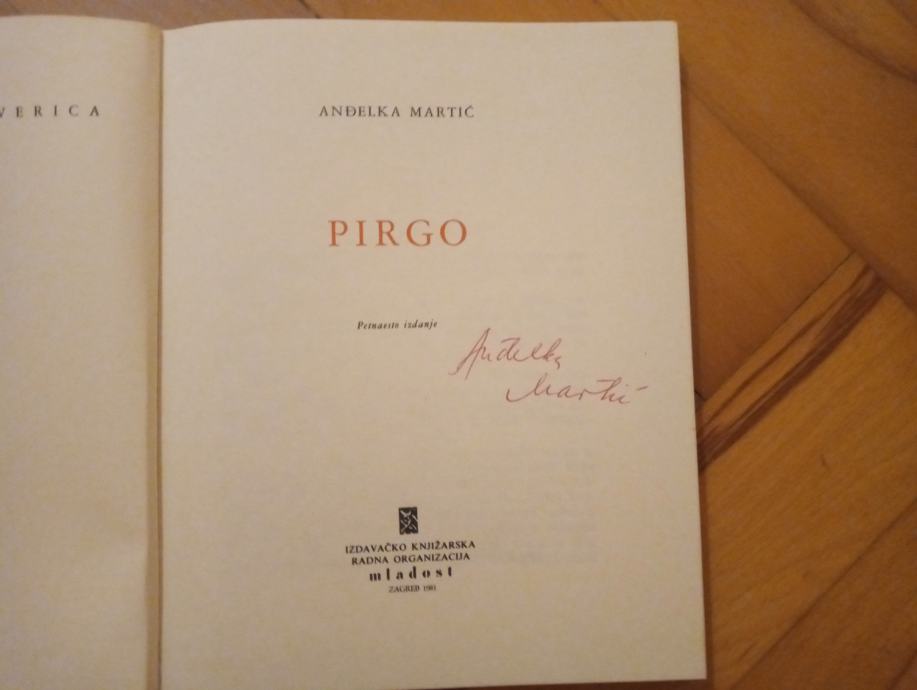 VERICA
ANĐELKA MARTIĆ
PIRGO
Petnaesto izdanje
Anđelka
Martić
IZDAVAČKO KNJIŽARSKA
RADNA ORGANIZACIJA
mladost
ZAGREB 1981